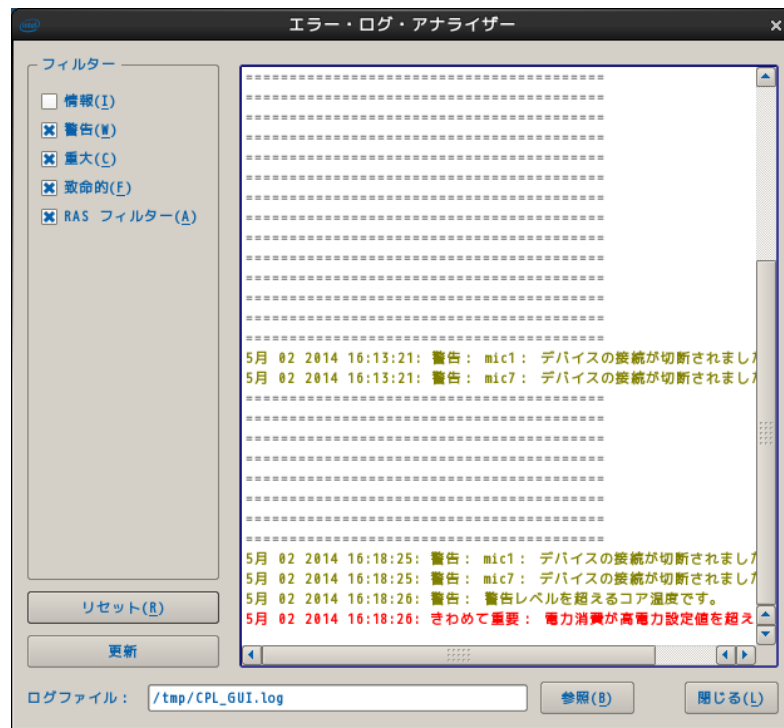 エラー・ログ・アナライザー
フィルター
情報(I)
警告(W)
重大(C)
致命的(F)
RAS フィルター(A)
=========================================
=========================================
=========================================
=========================================
=========================================
=========================================
=========================================
=========================================
=========================================
=========================================
=========================================
=========================================
=========================================
=========================================
5月 02 2014 16:13:21: 警告: mic1: デバイスの接続が切断されました
5月 02 2014 16:13:21: 警告: mic7: デバイスの接続が切断されました
=========================================
=========================================
=========================================
=========================================
=========================================
=========================================
=========================================
=========================================
5月 02 2014 16:18:25: 警告: mic1: デバイスの接続が切断されました
5月 02 2014 16:18:25: 警告: mic7: デバイスの接続が切断されました
5月 02 2014 16:18:26: 警告: 警告レベルを超えるコア温度です。
5月 02 2014 16:18:26: きわめて重要: 電力消費が高電力設定値を超え
リセット(R)
更新
ログファイル: /tmp/CPL_GUI.log 参照(B) 閉じる(L)